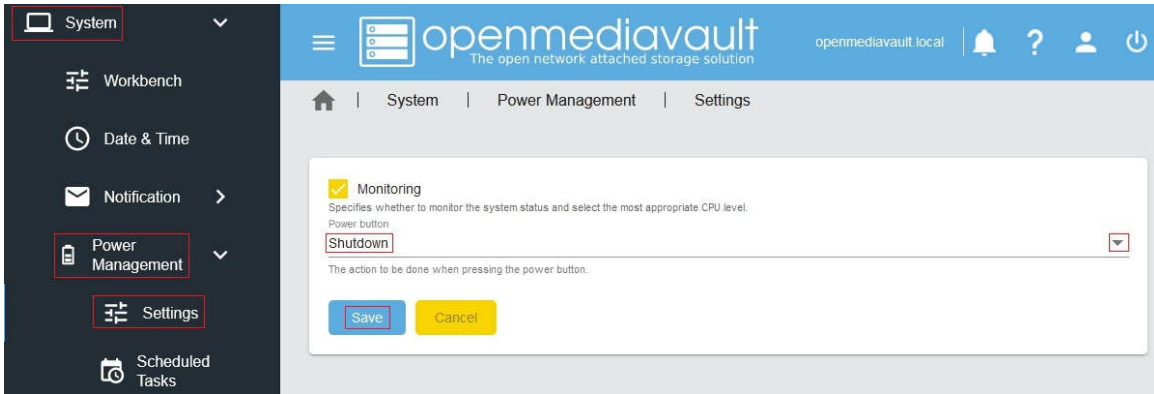 System
Workbench
Date & Time
Notification
Power
Management
Settings
Scheduled
Tasks
openmediavault
The open network attached storage solution
openmediavault.local
?
System | Power Management | Settings
Monitoring
Specifies whether to monitor the system status and select the most appropriate CPU level.
Power button
Shutdown
The action to be done when pressing the power button.
Save Cancel